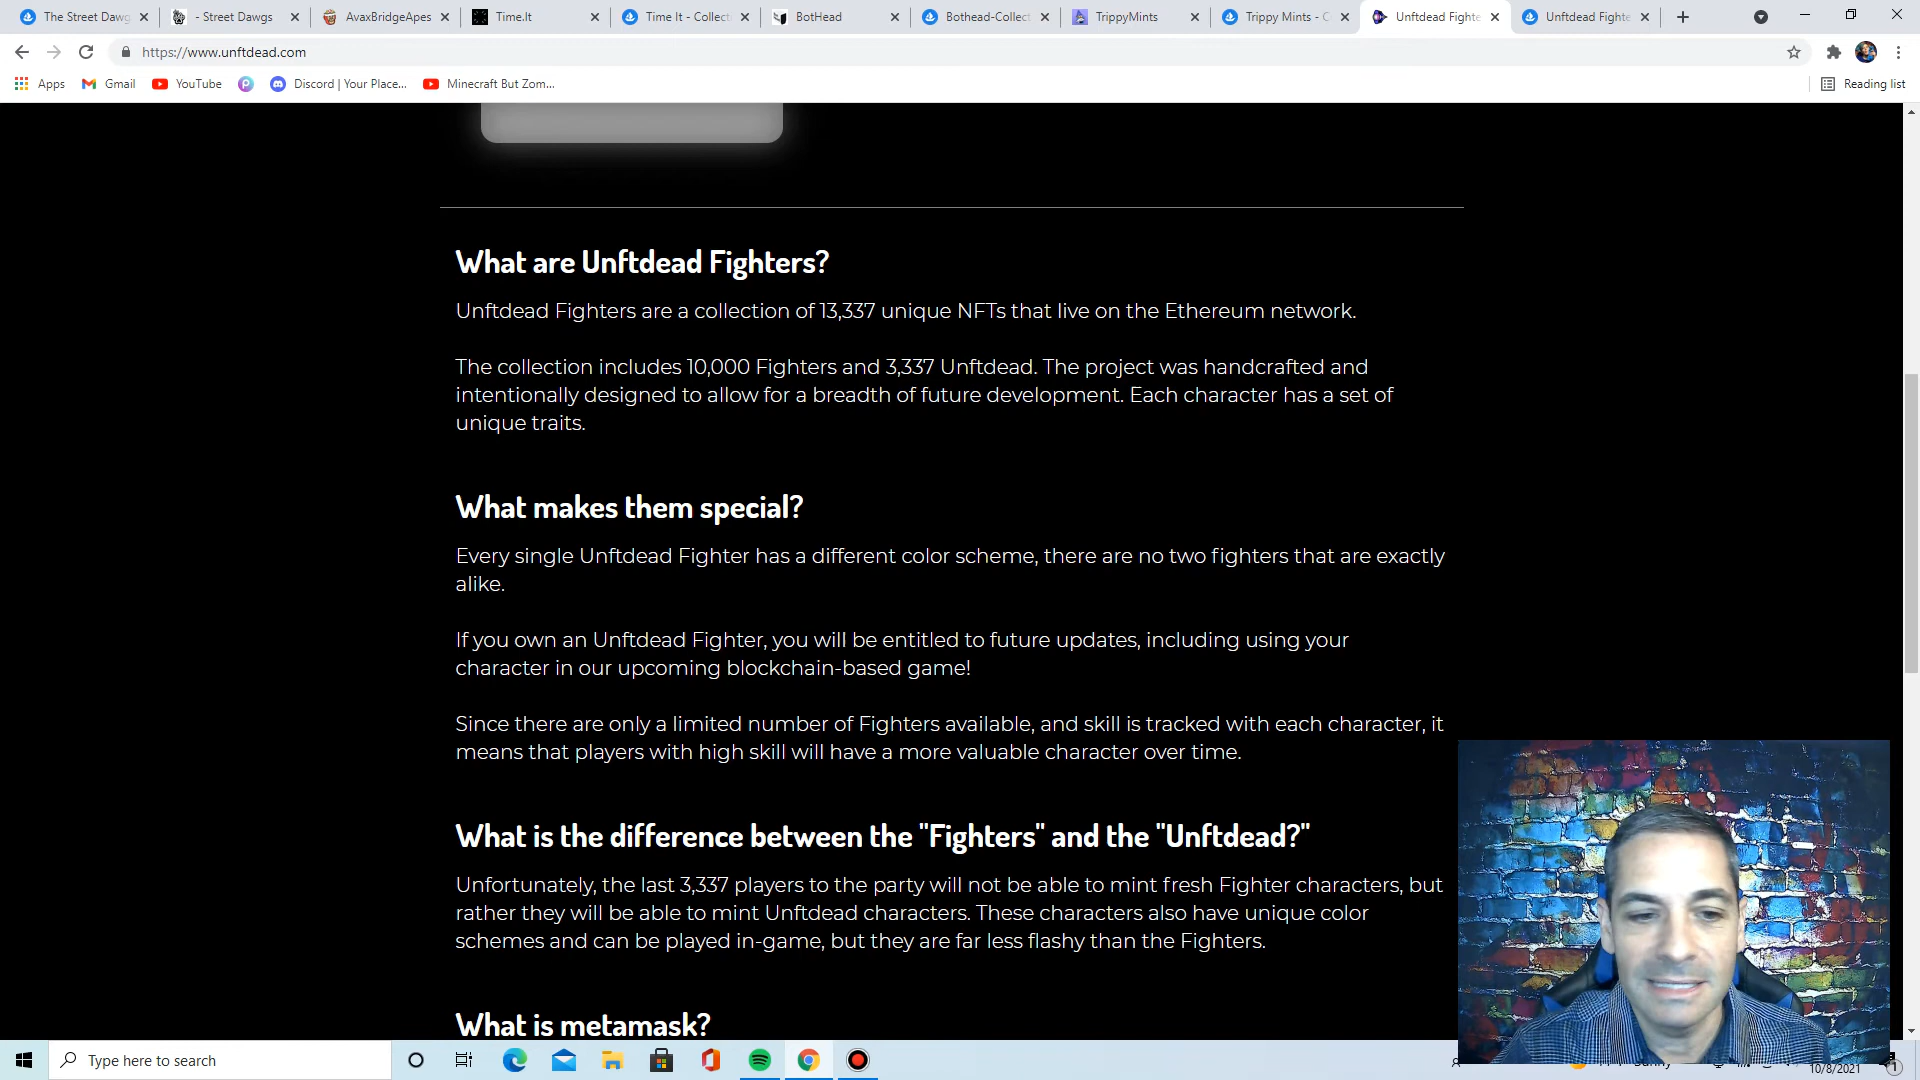 The Street Dawg
- Street Dawgs
AvaxBridgeApes
Time.It
Time It - Collecti
BotHead
Bothead-Collect
TrippyMints
Trippy Mints - C
Unftdead Fighte
Unftdead Fighte
https://www.unftdead.com
Apps
Gmail
YouTube
Discord | Your Place...
Minecraft But Zom...
Reading list
What are Unftdead Fighters?
Unftdead Fighters are a collection of 13,337 unique NFTs that live on the Ethereum network.
The collection includes 10,000 Fighters and 3,337 Unftdead. The project was handcrafted and
intentionally designed to allow for a breadth of future development. Each character has a set of
unique traits.
What makes them special?
Every single Unftdead Fighter has a different color scheme, there are no two fighters that are exactly
alike.
If you own an Unftdead Fighter, you will be entitled to future updates, including using your
character in our upcoming blockchain-based game!
Since there are only a limited number of Fighters available, and skill is tracked with each character, it
means that players with high skill will have a more valuable character over time.
What is the difference between the "Fighters" and the "Unftdead?"
Unfortunately, the last 3,337 players to the party will not be able to mint fresh Fighter characters, but
rather they will be able to mint Unftdead characters. These characters also have unique color
schemes and can be played in-game, but they are far less flashy than the Fighters.
What is metamask?
Type here to search
10/8/2021
1